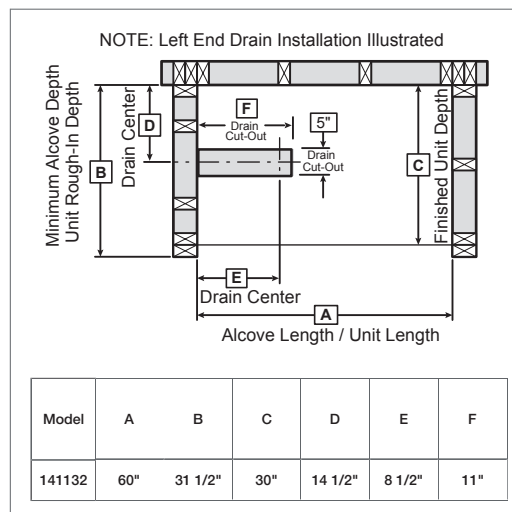 NOTE: Left End Drain Installation Illustrated
Minimum Alcove Depth
Unit Rough-In Depth
B
Drain Center
D
F
Drain
Cut-Out
5"
Drain
Cut-Out
C
Finished Unit Depth
E
Drain Center
A
Alcove Length / Unit Length
Model A B C D E F
141132 60" 31 1/2" 30" 14 1/2" 8 1/2" 11"